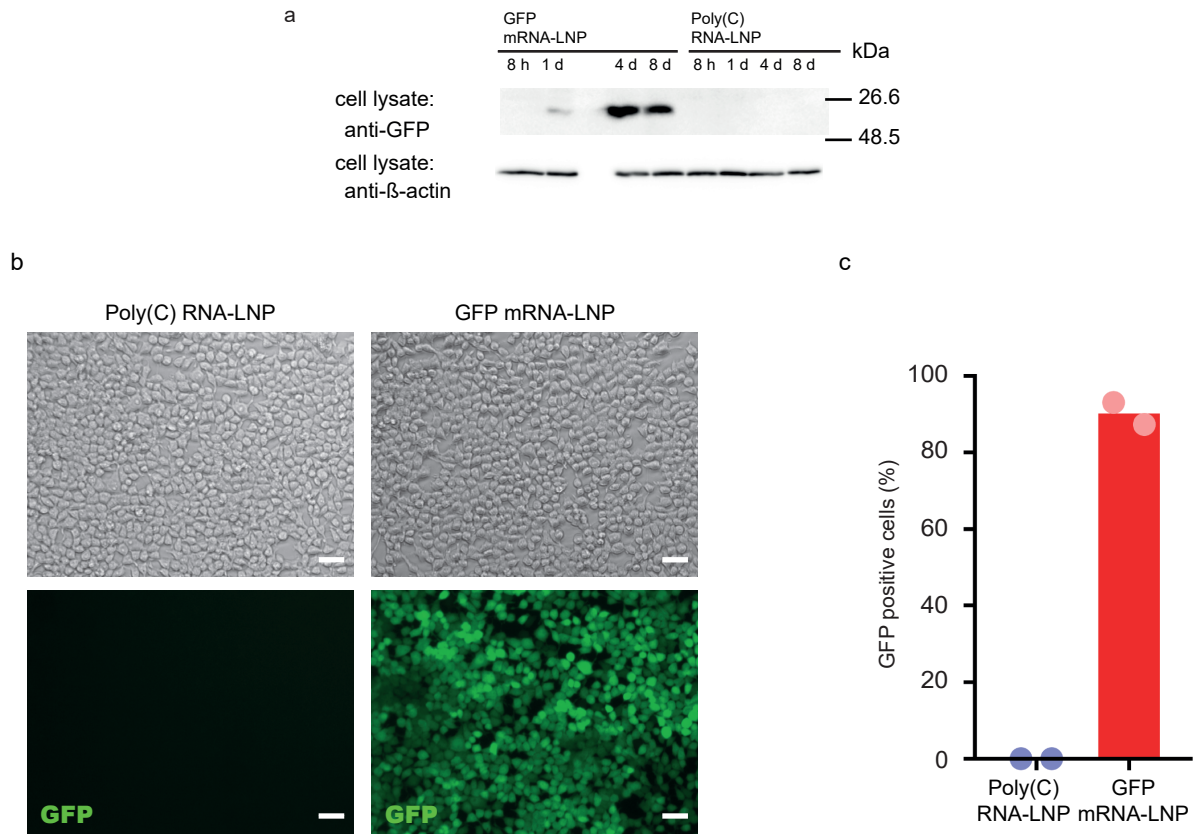 a
GFP
mRNA-LNP
Poly(C)
RNA-LNP
kDa
8 h 1 d 4 d 8 d 8 h 1 d 4 d 8 d
cell lysate:
anti-GFP
26.6
48.5
cell lysate:
anti-ß-actin
b
Poly(C) RNA-LNP
GFP mRNA-LNP
GFP
GFP
c
GFP positive cells (%)
100
80
60
40
20
0
Poly(C)
RNA-LNP
GFP
mRNA-LNP